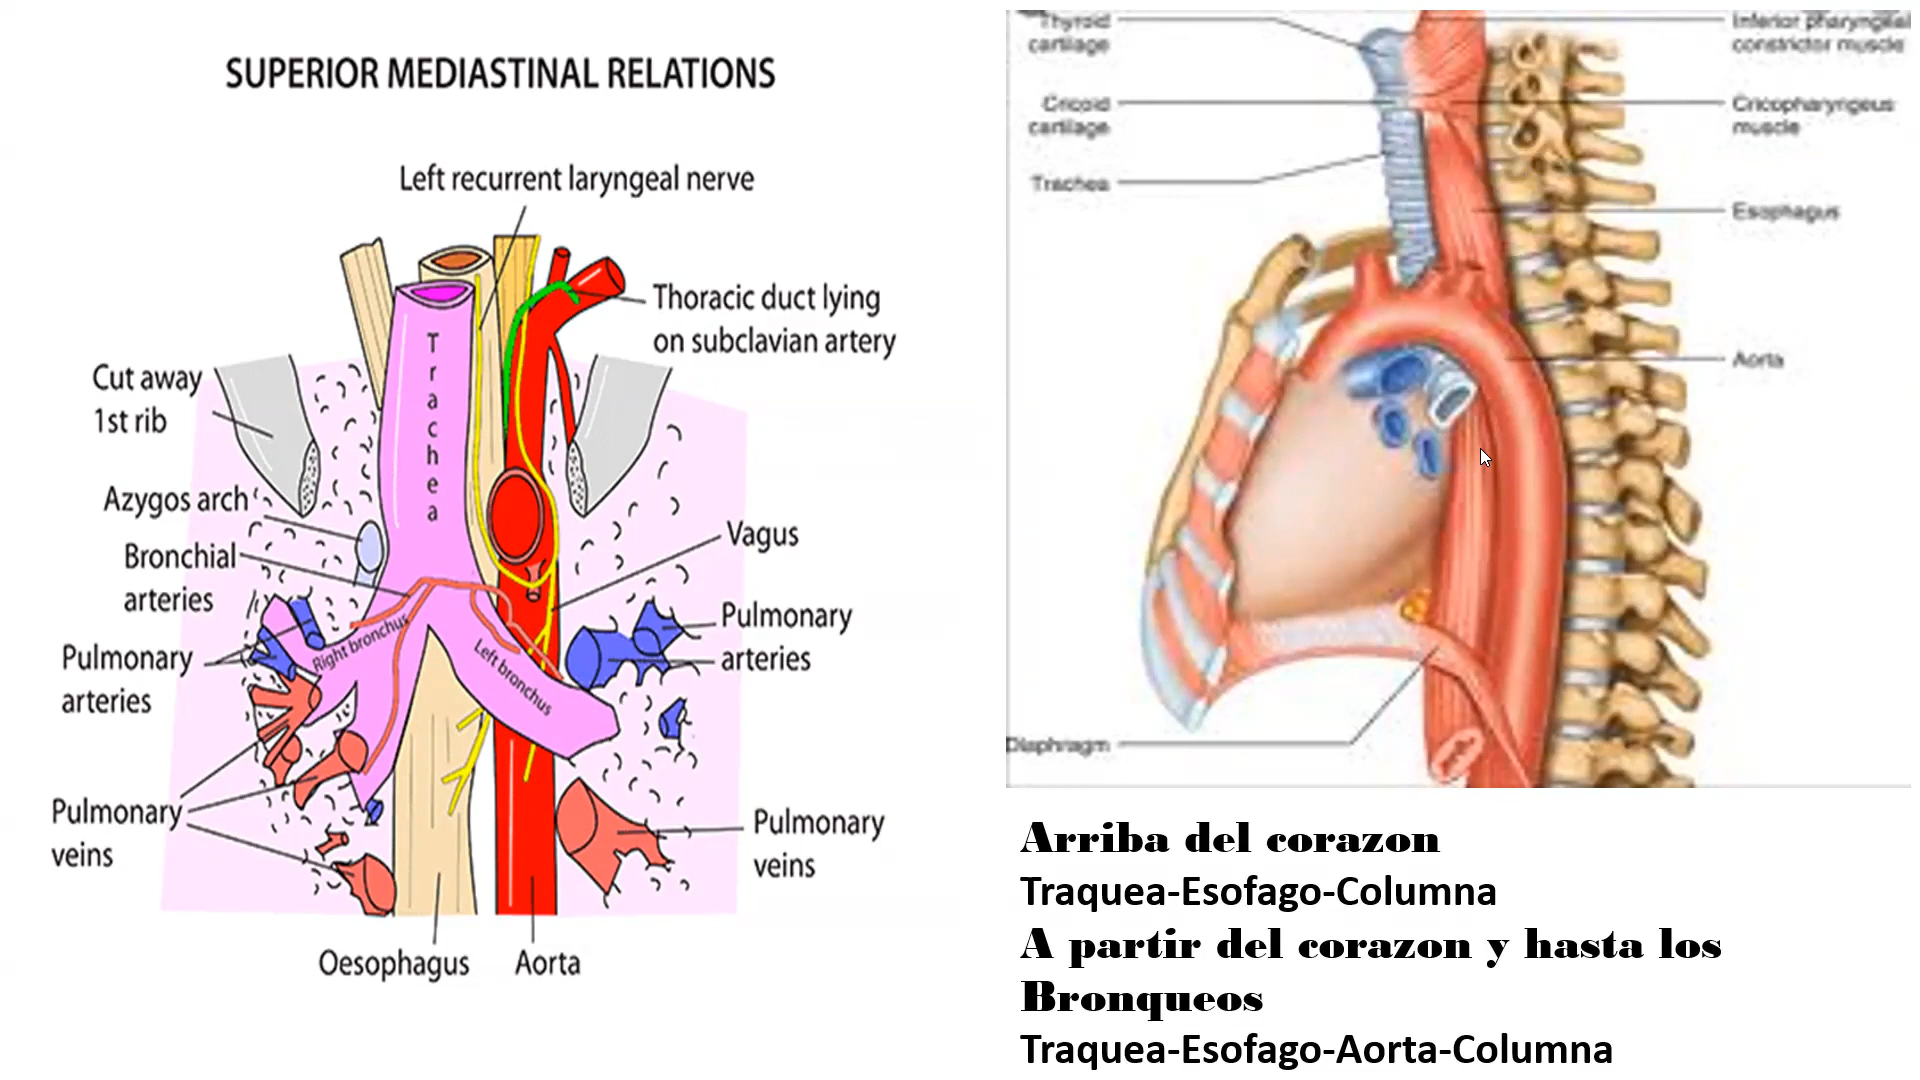 SUPERIOR MEDIASTINAL RELATIONS
Left recurrent laryngeal nerve
Thoracic duct lying
on subclavian artery
Cut away
1st rib
Trachea
Azygos arch
Bronchial
arteries
Vagus
Pulmonary
arteries
Right bronchus
Left bronchus
Pulmonary
arteries
Pulmonary
veins
Pulmonary
veins
Oesophagus
Aorta
Thyroid
cartilage
Inferior pharyngeal
constrictor muscle
Cricoid
cartilage
Cricopharyngeus
muscle
Trachea
Esophagus
Aorta
Diaphragm
Arriba del corazon
Traquea-Esofago-Columna
A partir del corazon y hasta los
Bronqueos
Traquea-Esofago-Aorta-Columna